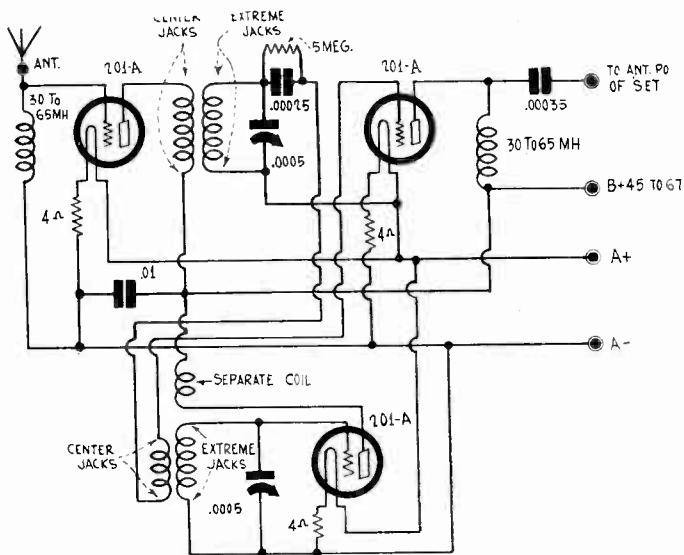 CENTER
JACKS
EXTREME
JACKS
5 MEG.
ANT.
201-A
201-A
TO ANT. PO
OF SET
.00025
.00035
30 TO
65MH
.0005
30 TO 65 MH
B+45 TO 67
4Ω
4Ω
.01
A+
A-
SEPARATE COIL
201-A
CENTER
JACKS
EXTREME
JACKS
.0005
4Ω